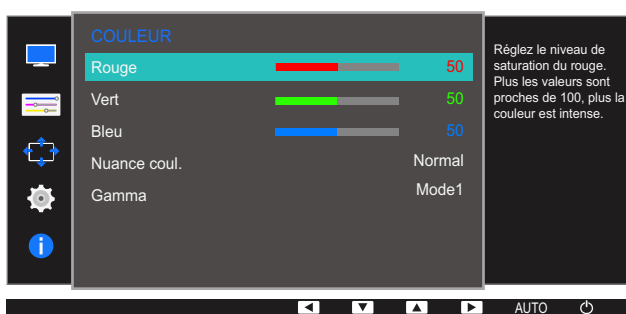 COULEUR
Rouge 50
Vert 50
Bleu 50
Nuance coul. Normal
Gamma Mode1
Réglez le niveau de
saturation du rouge.
Plus les valeurs sont
proches de 100, plus la
couleur est intense.
AUTO